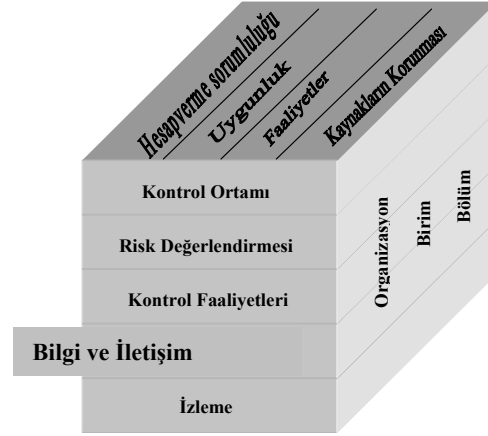 Hesapverme sorumluluğu
Uygunluk
Faaliyetler
Kaynakların Korunması
Kontrol Ortamı
Risk Değerlendirmesi
Kontrol Faaliyetleri
Bilgi ve İletişim
İzleme
Organizasyon
Birim
Bölüm